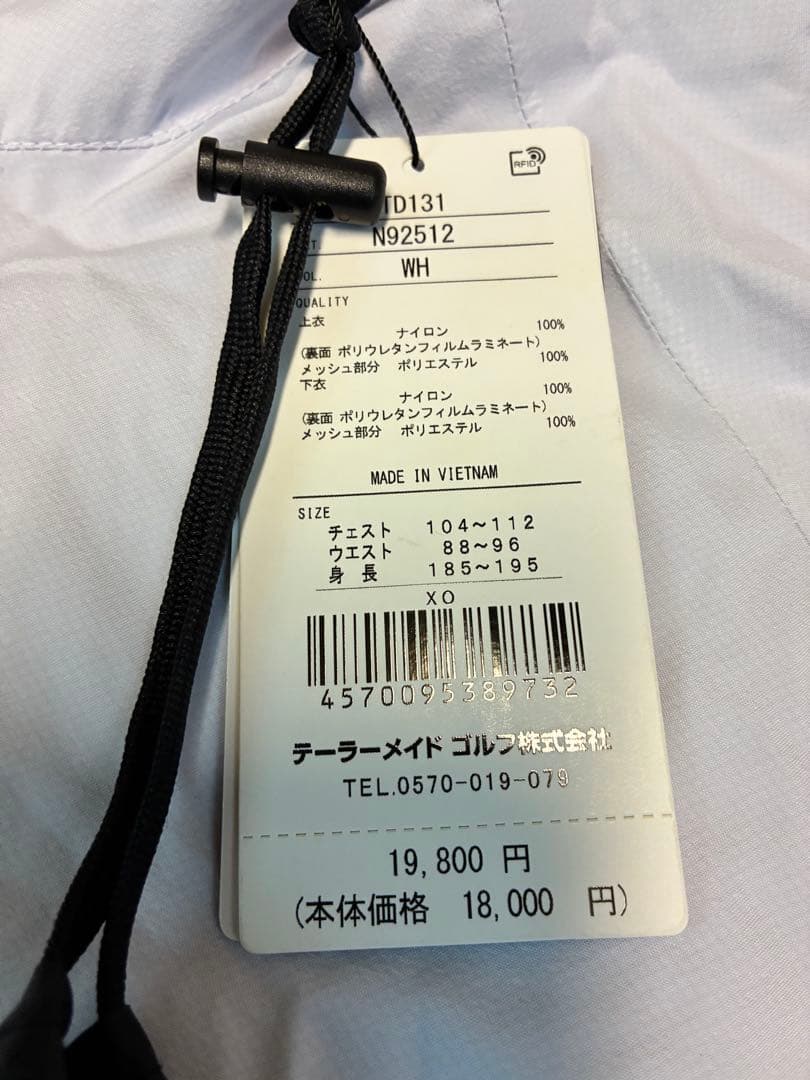 RFID
TD131
N92512
WH
QUALITY
上衣
ナイロン 100%
(裏面 ポリウレタンフィルムラミネート)
メッシュ部分 ポリエステル 100%
下衣
ナイロン 100%
(裏面 ポリウレタンフィルムラミネート)
メッシュ部分 ポリエステル 100%
MADE IN VIETNAM
SIZE
チェスト 104~112
ウエスト 88~96
身長 185~195
XO
4570095389732
テーラーメイド ゴルフ株式会社
TEL.0570-019-079
19,800 円
(本体価格 18,000 円)